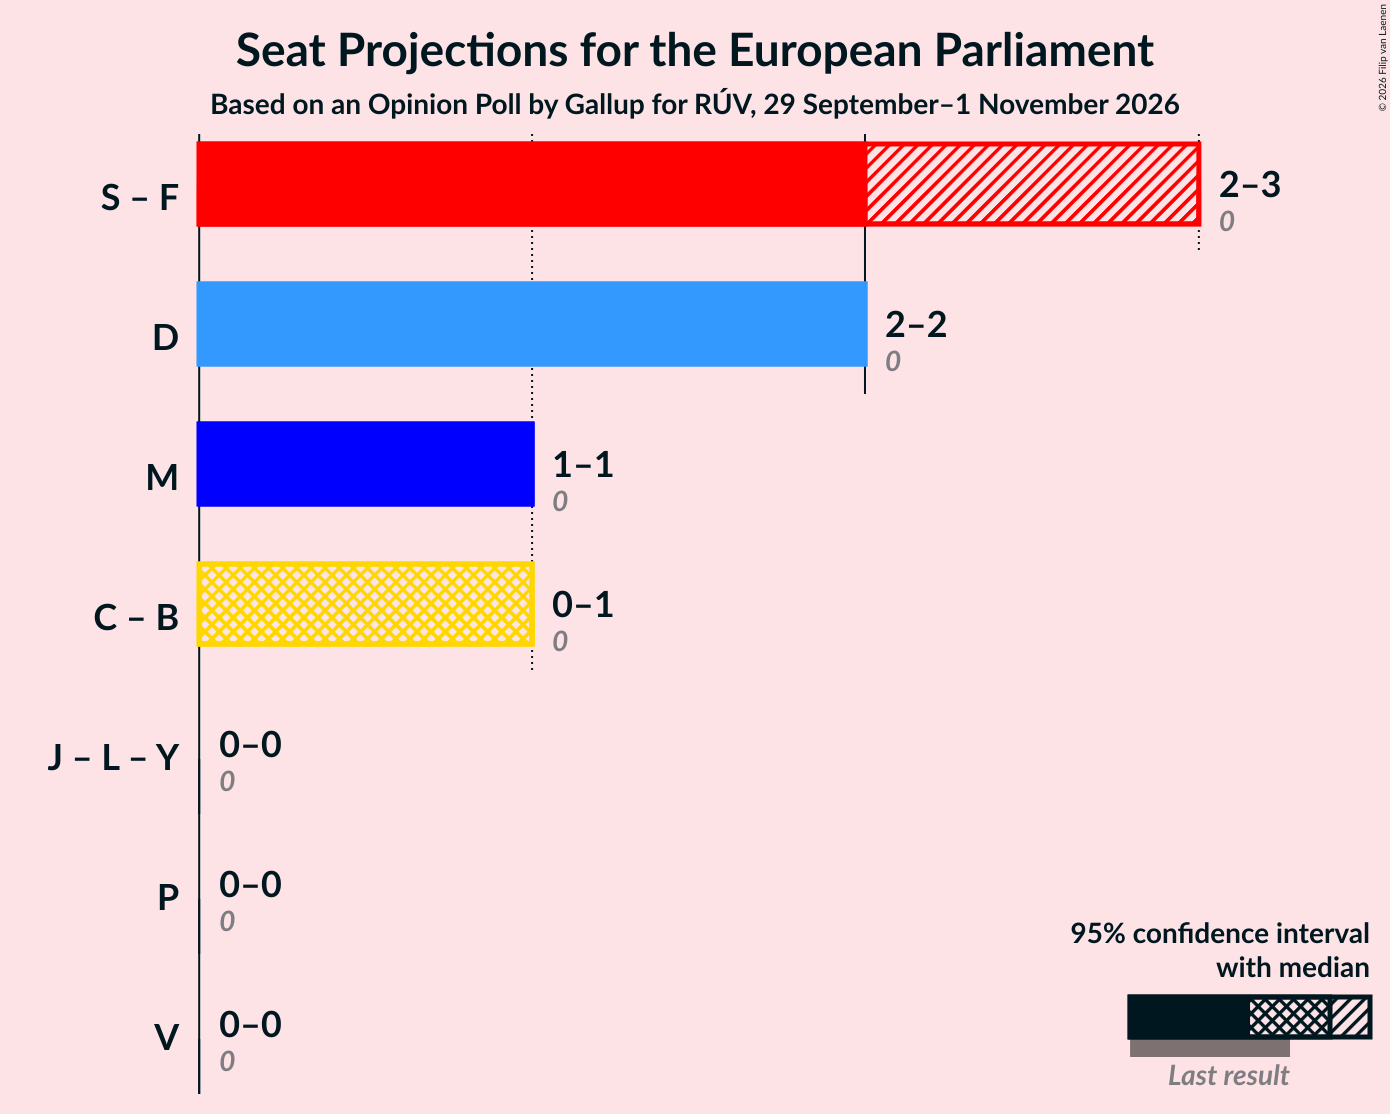 Seat Projections for the European Parliament
Based on an Opinion Poll by Gallup for RÚV, 29 September–1 November 2026
© 2026 Filip van Laenen
S – F
2–3
0
D
2–2
0
M
1–1
0
C – B
0–1
0
J – L – Y
0–0
0
P
0–0
0
V
0–0
0
95% confidence interval
with median
Last result